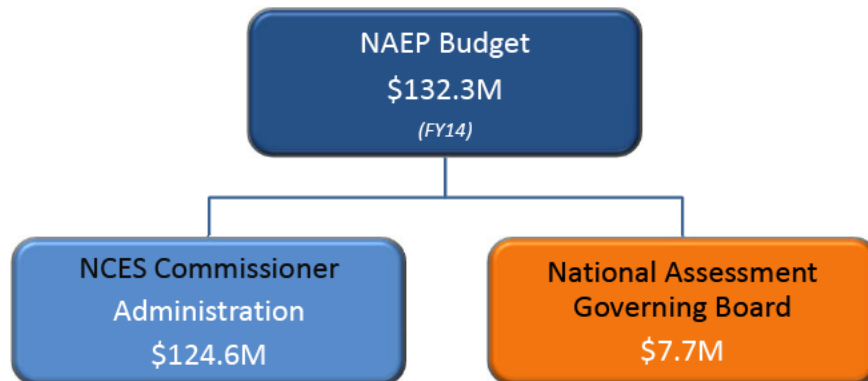 NAEP Budget
$132.3M
(FY14)
NCES Commissioner
Administration
$124.6M
National Assessment
Governing Board
$7.7M